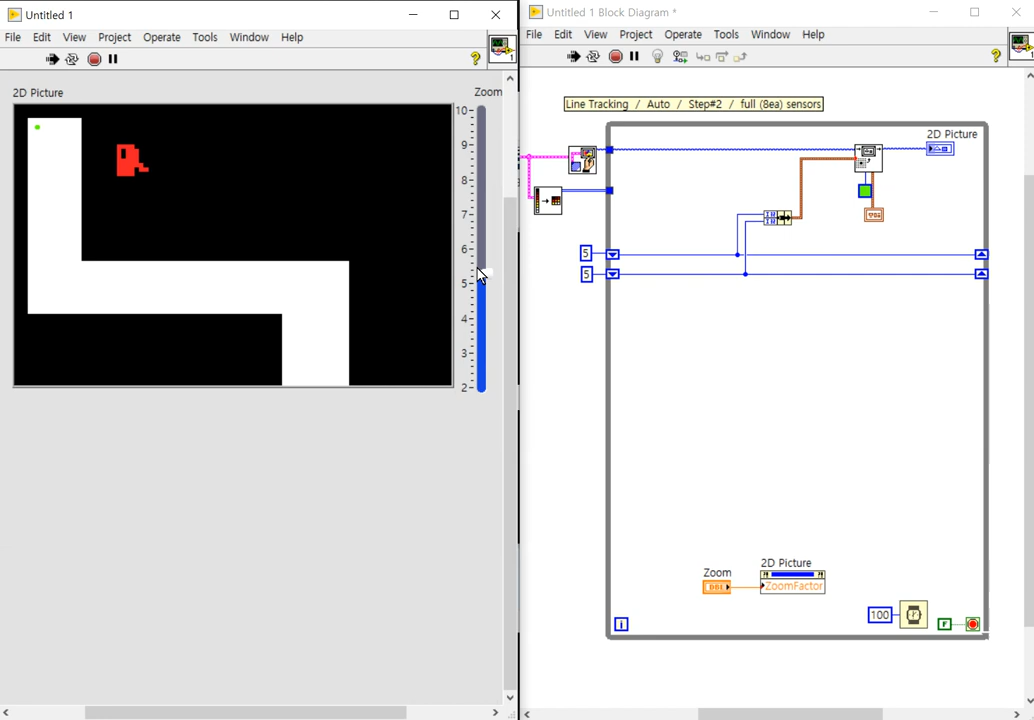 Untitled 1
File Edit View Project Operate Tools Window Help
?
1
2D Picture
Zoom
10
9
8
7
6
5
4
3
2
Untitled 1 Block Diagram *
File Edit View Project Operate Tools Window Help
?
1
Line Tracking / Auto / Step#2 / full (8ea) sensors
2D Picture
5
5
Zoom
DBL
2D Picture
ZoomFactor
100
i
F